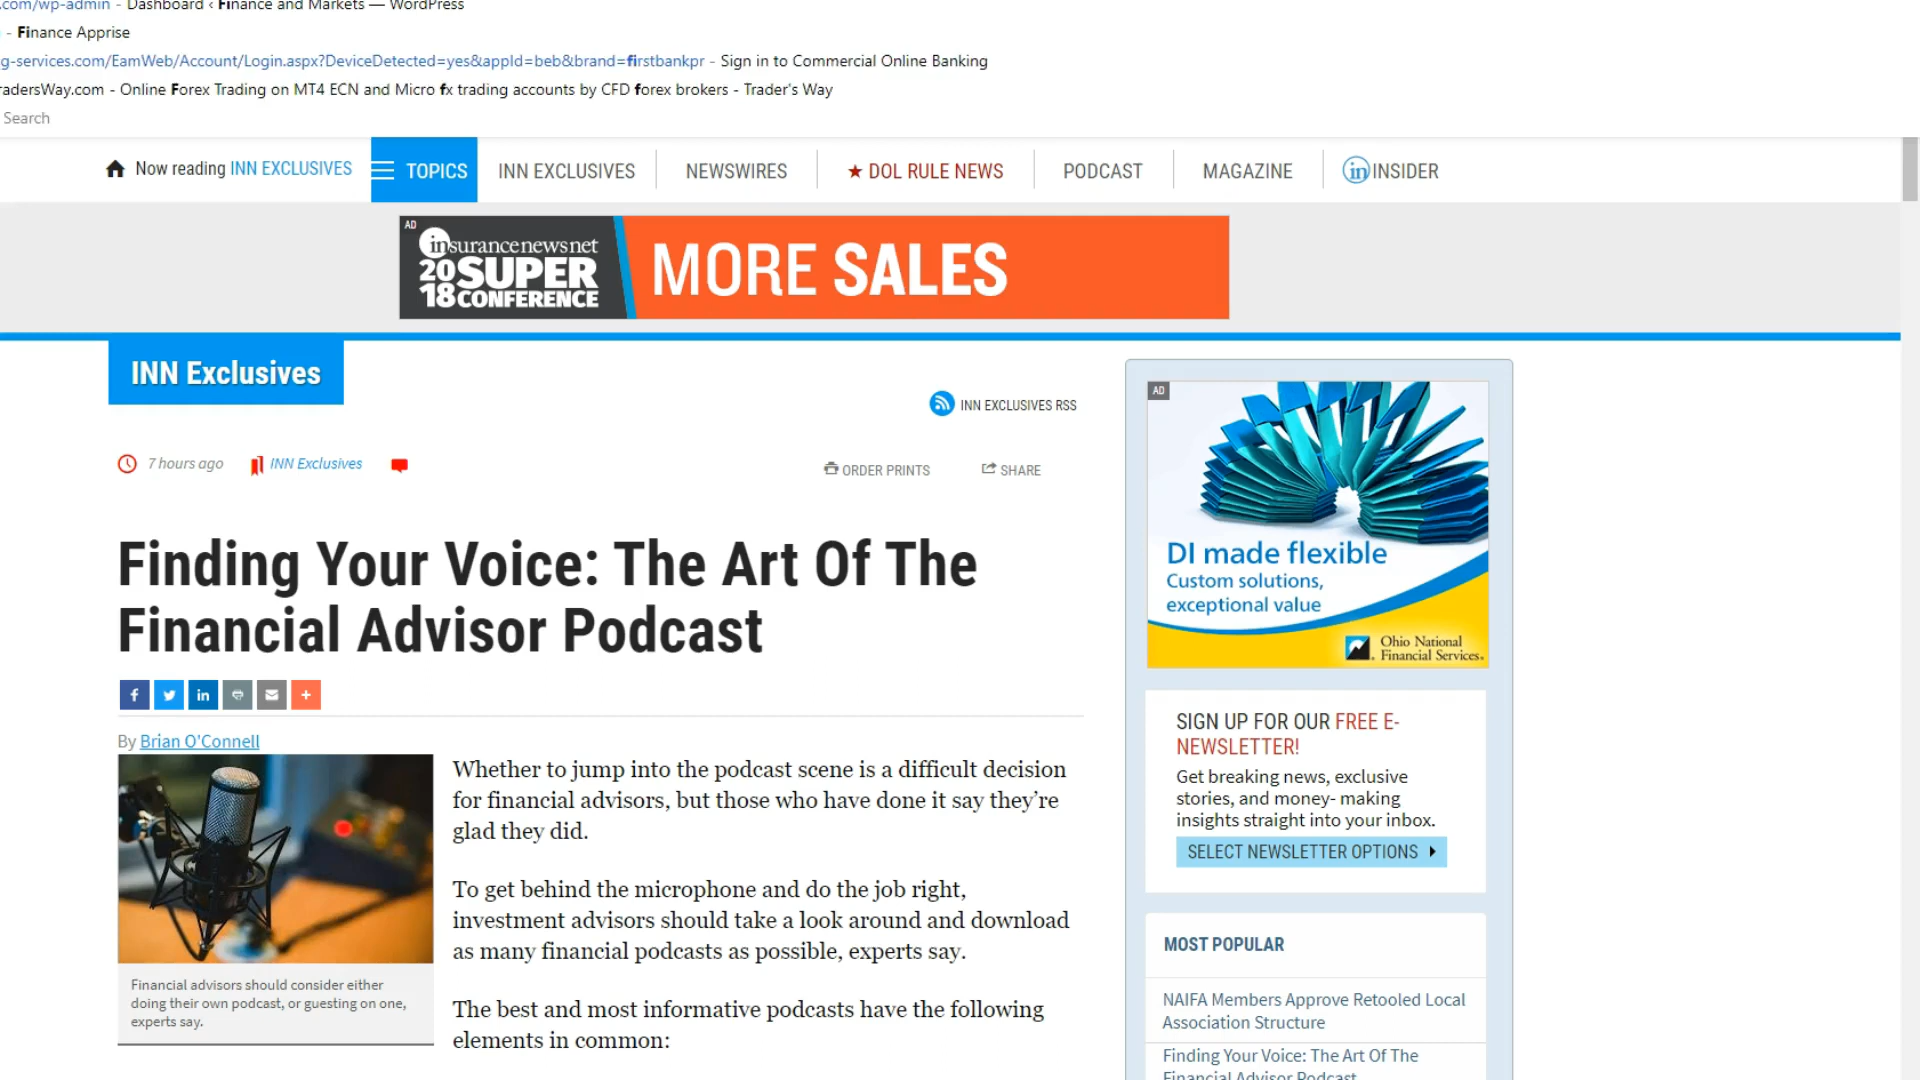 .com/wp-admin - Dashboard ‹ Finance and Markets — WordPress
- Finance Apprise
g-services.com/EamWeb/Account/Login.aspx?DeviceDetected=yes&appId=beb&brand=firstbankpr - Sign in to Commercial Online Banking
radersWay.com - Online Forex Trading on MT4 ECN and Micro fx trading accounts by CFD forex brokers - Trader's Way
Search
Now reading INN EXCLUSIVES
TOPICS
INN EXCLUSIVES
NEWSWIRES
★ DOL RULE NEWS
PODCAST
MAGAZINE
in INSIDER
AD
insurancenewsnet
2018 SUPER
CONFERENCE
MORE SALES
INN Exclusives
INN EXCLUSIVES RSS
7 hours ago
INN Exclusives
ORDER PRINTS
SHARE
Finding Your Voice: The Art Of The
Financial Advisor Podcast
By Brian O'Connell
Whether to jump into the podcast scene is a difficult decision
for financial advisors, but those who have done it say they're
glad they did.
To get behind the microphone and do the job right,
investment advisors should take a look around and download
as many financial podcasts as possible, experts say.
The best and most informative podcasts have the following
elements in common:
Financial advisors should consider either
doing their own podcast, or guesting on one,
experts say.
AD
DI made flexible
Custom solutions,
exceptional value
Ohio National
Financial Services.
SIGN UP FOR OUR FREE E-
NEWSLETTER!
Get breaking news, exclusive
stories, and money- making
insights straight into your inbox.
SELECT NEWSLETTER OPTIONS
MOST POPULAR
NAIFA Members Approve Retooled Local
Association Structure
Finding Your Voice: The Art Of The
Financial Advisor Podcast